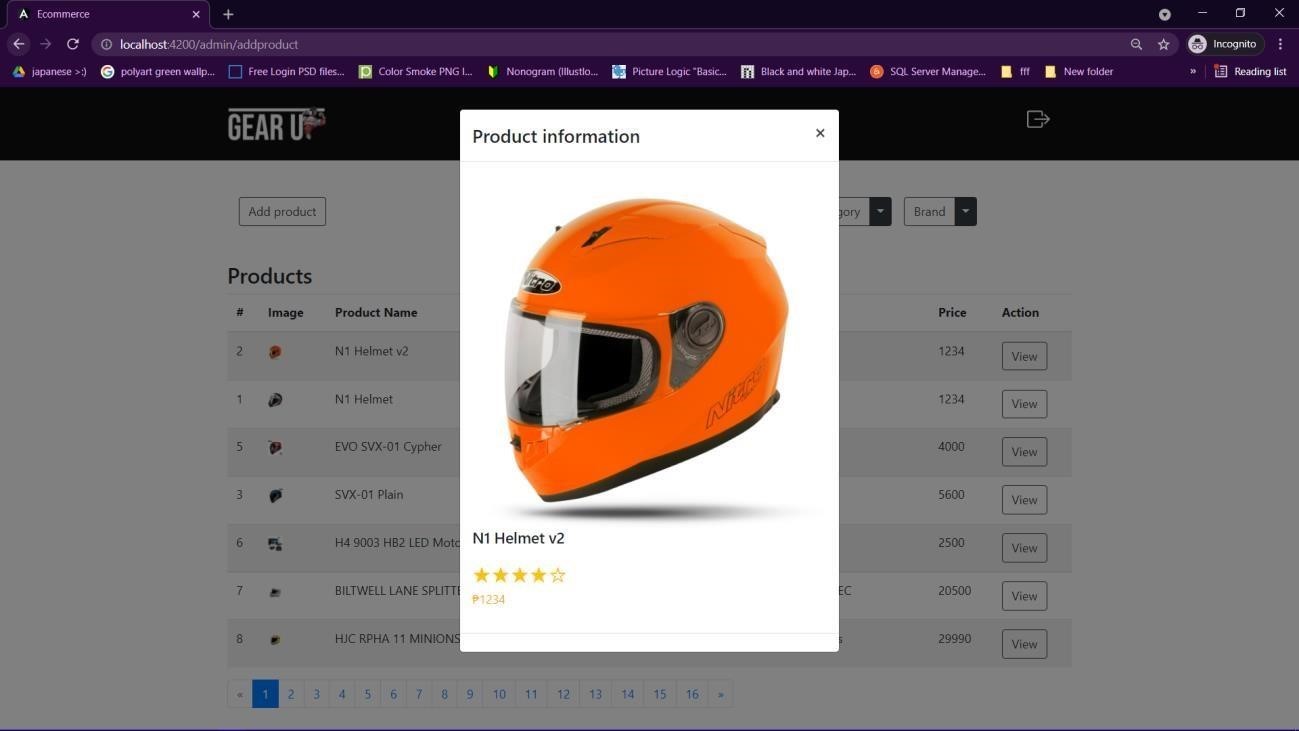 Ecommerce
localhost:4200/admin/addproduct
Incognito
japanese >:)
polyart green wallp...
Free Login PSD files...
Color Smoke PNG I...
Nonogram (Illustlo...
Picture Logic "Basic...
Black and white Jap...
SQL Server Manage...
fff
New folder
»
Reading list
GEAR UP
Product information
×
Add product
Brand
Nitro
Nitro
Products
# Image Product Name Price Action
2 N1 Helmet v2 1234 View
1 N1 Helmet 1234 View
5 EVO SVX-01 Cypher 4000 View
3 SVX-01 Plain 5600 View
6 H4 9003 HB2 LED Moto 2500 View
7 BILTWELL LANE SPLITTE EC 20500 View
8 HJC RPHA 11 MINIONS s 29990 View
N1 Helmet v2
★★★★☆
₱1234
« 1 2 3 4 5 6 7 8 9 10 11 12 13 14 15 16 »